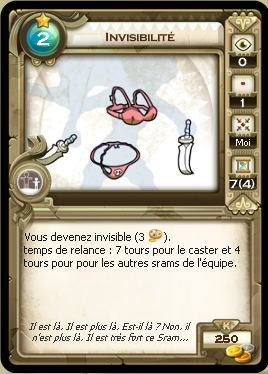 2
INVISIBILITÉ
0
1
Moi
7(4)
Vous devenez invisible (3 ).
temps de relance : 7 tours pour le caster et 4
tours pour pour les autres srams de l'équipe.
Il est là. Il est plus là. Est-il là ? Non, il
n'est plus là. Il est très fort ce Sram...
K
250